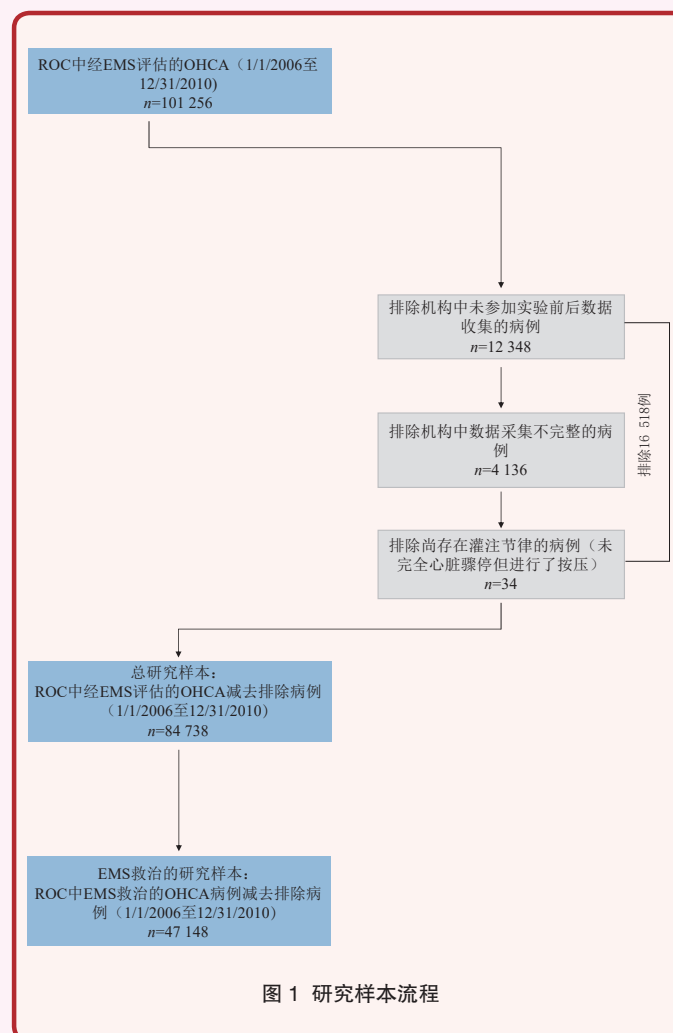 ROC中经EMS评估的OHCA（1/1/2006至
12/31/2010)
n=101 256
排除机构中未参加实验前后数据
收集的病例
n=12 348
排除机构中数据采集不完整的病
例
n=4 136
排除尚存在灌注节律的病例（未
完全心脏骤停但进行了按压）
n=34
排除16 518例
总研究样本：
ROC中经EMS评估的OHCA减去排除病例
（1/1/2006至12/31/2010)
n=84 738
EMS救治的研究样本：
ROC中EMS救治的OHCA病例减去排除病
例（1/1/2006至12/31/2010)
n=47 148
图 1 研究样本流程